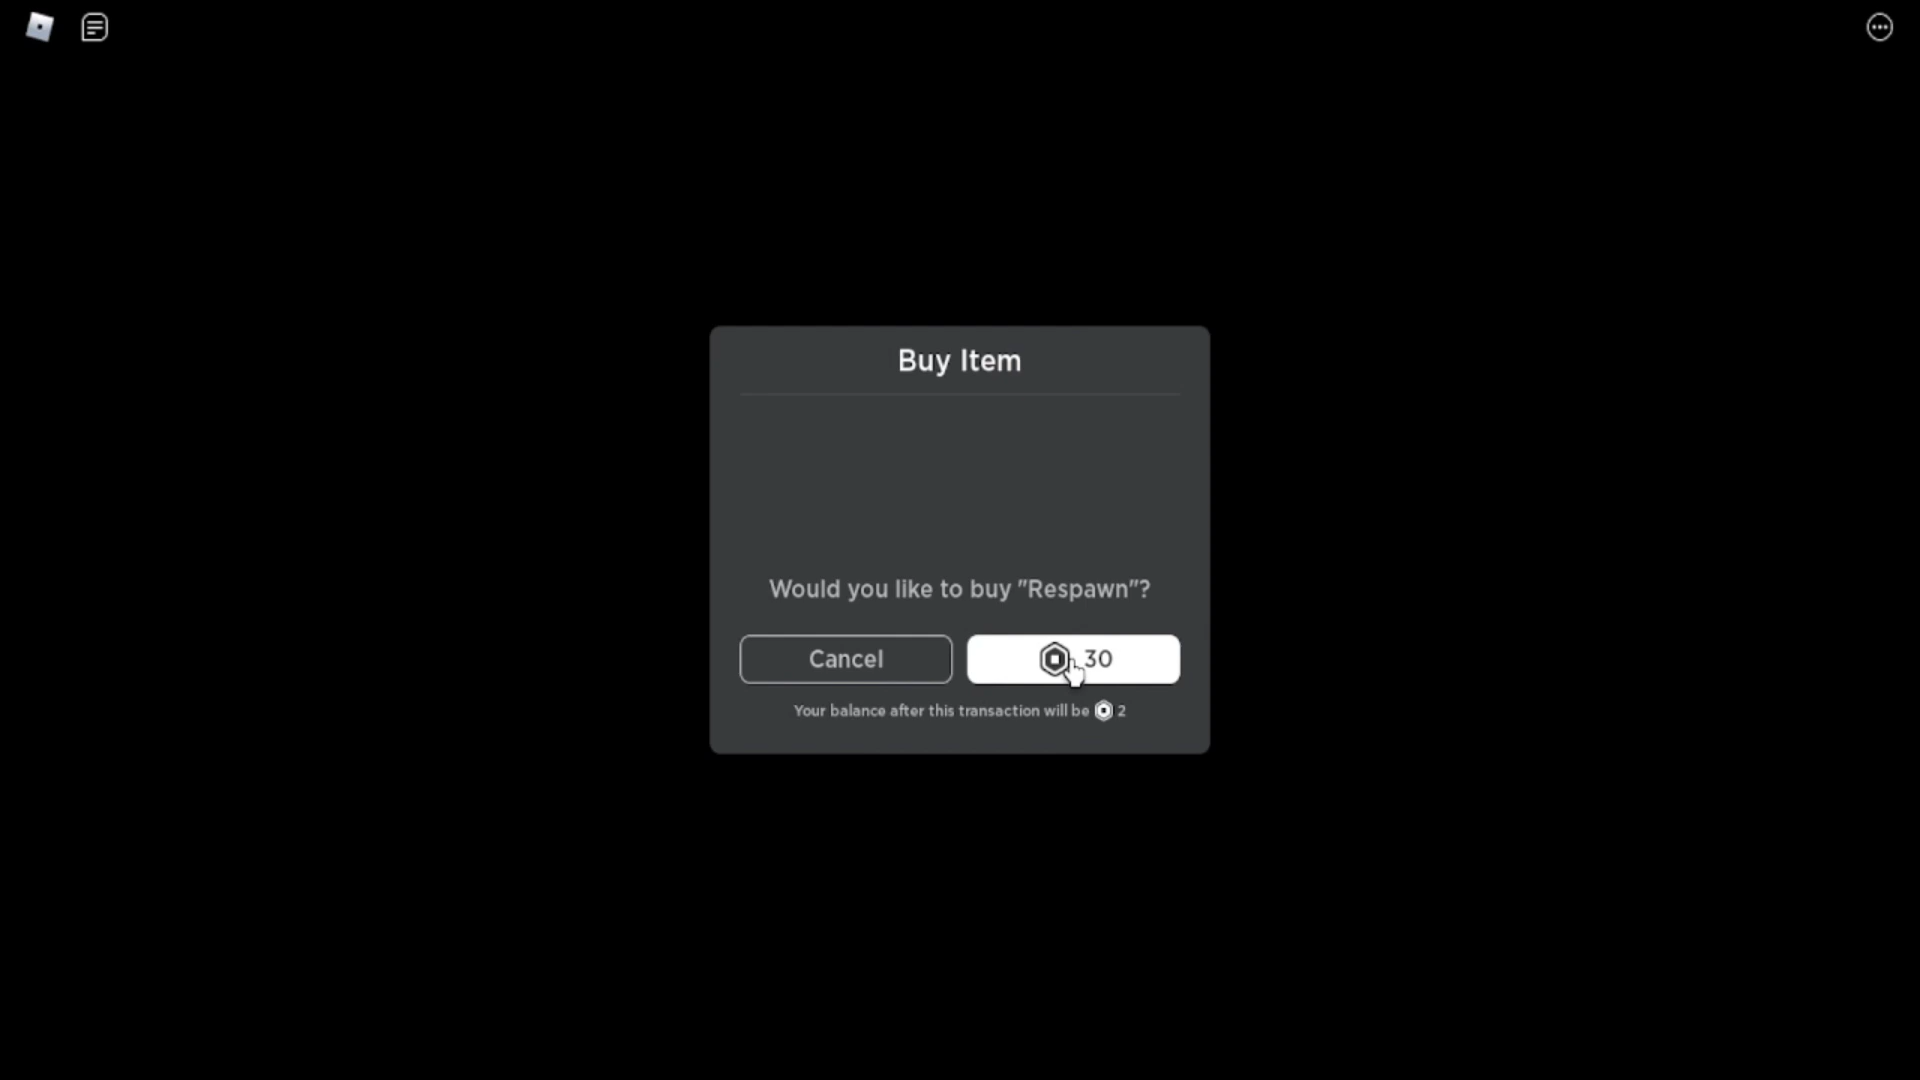 Buy Item
Would you like to buy "Respawn"?
Cancel
30
Your balance after this transaction will be 2